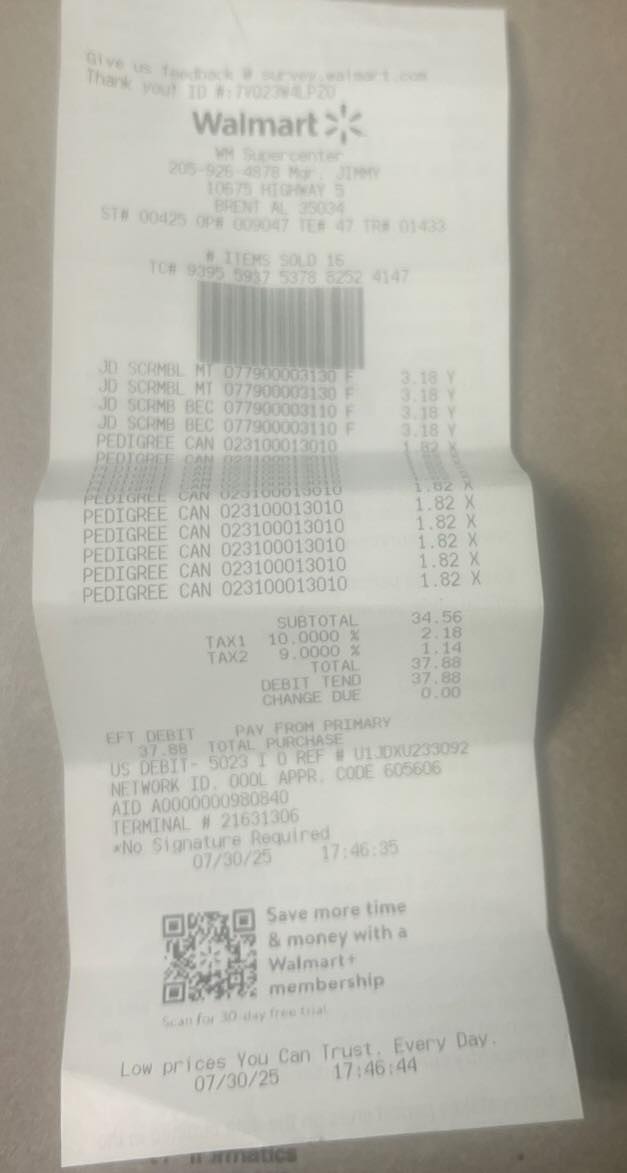 Give us feedback @ survey.walmart.com
Thank you! ID #:7V023W4LPZ0
Walmart
WM Supercenter
205-926-4878 Mgr. JIMMY
10675 HIGHWAY 5
BRENT AL 35034
ST# 00425 OP# 009047 TE# 47 TR# 01433
# ITEMS SOLD 16
TC# 9395 5937 5378 8252 4147
JD SCRMBL MT 077900003130 F 3.18 Y
JD SCRMBL MT 077900003130 F 3.18 Y
JD SCRMB BEC 077900003110 F 3.18 Y
JD SCRMB BEC 077900003110 F 3.18 Y
PEDIGREE CAN 023100013010 1.82 X
PEDIGREE CAN 023100013010
PEDIGREE CAN 023100013010 1.82 X
PEDIGREE CAN 023100013010 1.82 X
PEDIGREE CAN 023100013010 1.82 X
PEDIGREE CAN 023100013010 1.82 X
PEDIGREE CAN 023100013010 1.82 X
PEDIGREE CAN 023100013010 1.82 X
SUBTOTAL 34.56
TAX1 10.0000 % 2.18
TAX2 9.0000 % 1.14
TOTAL 37.88
DEBIT TEND 37.88
CHANGE DUE 0.00
EFT DEBIT PAY FROM PRIMARY
37.88 TOTAL PURCHASE
US DEBIT- 5023 I 0 REF # U1JDXU233092
NETWORK ID. 000L APPR. CODE 605606
AID A0000000980840
TERMINAL # 21631306
*No Signature Required
07/30/25 17:46:35
Save more time
& money with a
Walmart+
membership
Scan for 30-day free trial.
Low prices You Can Trust. Every Day.
07/30/25 17:46:44